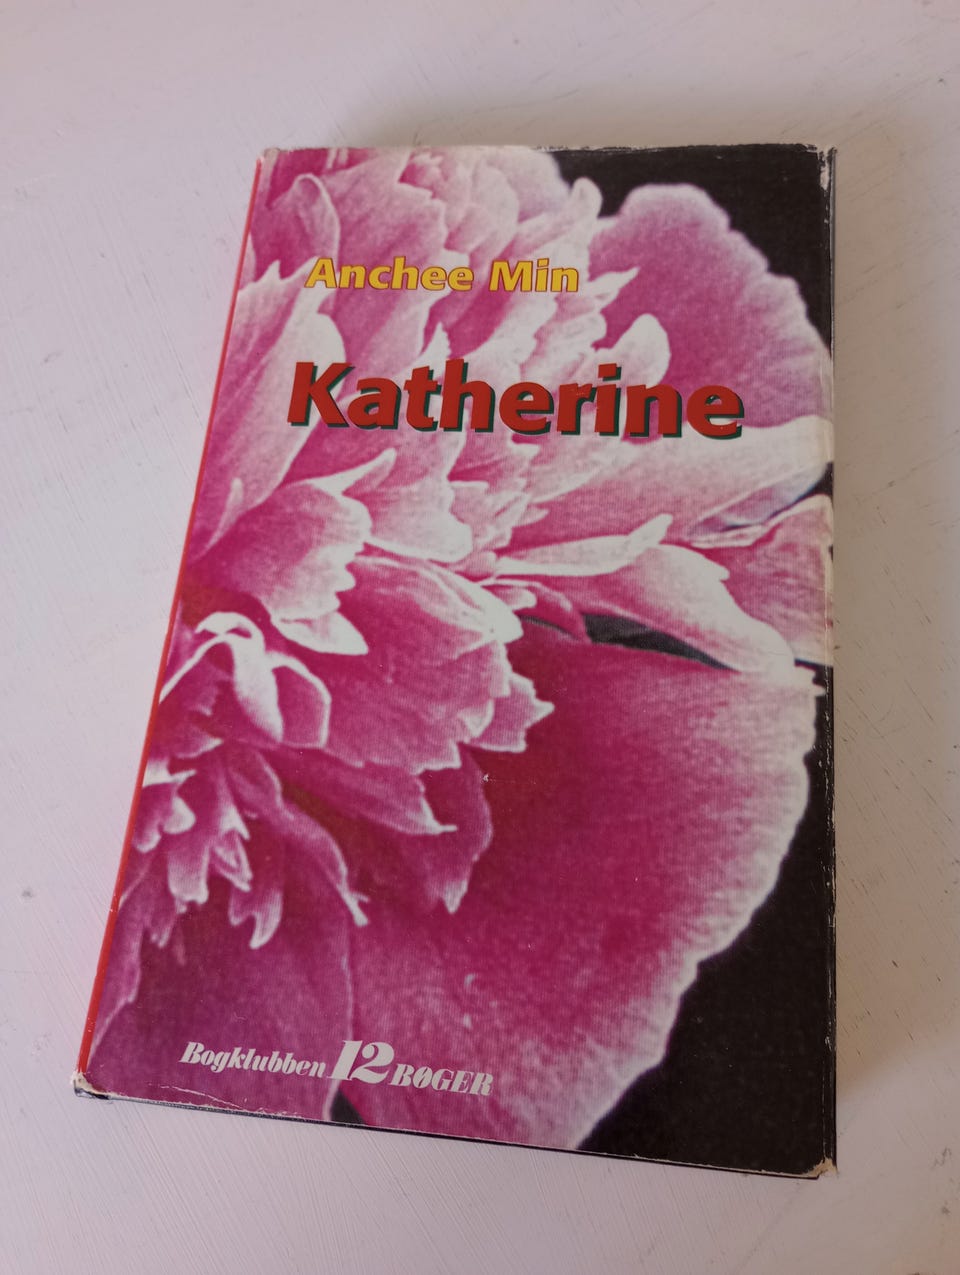 Anchee Min
Katherine
Bogklubben 12 BØGER